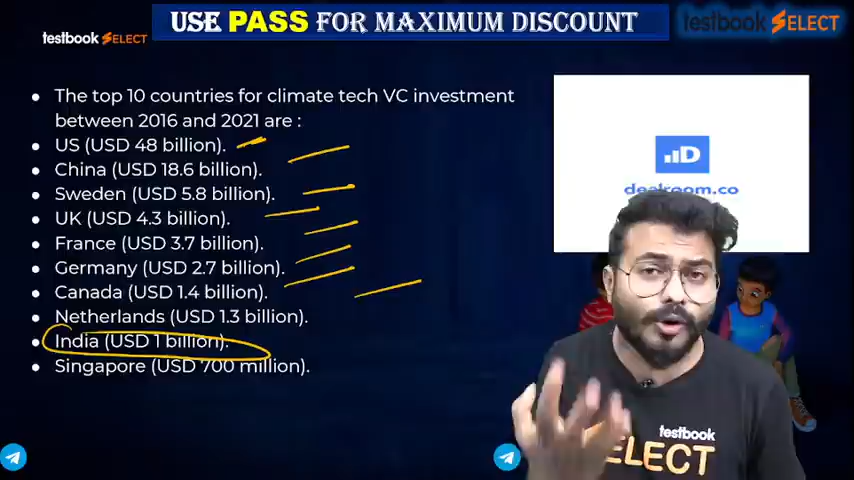 USE PASS FOR MAXIMUM DISCOUNT
testbook SELECT
testbook SELECT
The top 10 countries for climate tech VC investment
between 2016 and 2021 are :
US (USD 48 billion).
China (USD 18.6 billion).
Sweden (USD 5.8 billion).
UK (USD 4.3 billion).
France (USD 3.7 billion).
Germany (USD 2.7 billion).
Canada (USD 1.4 billion).
Netherlands (USD 1.3 billion).
India (USD 1 billion).
Singapore (USD 700 million).
D
dealroom.co
testbook
SELECT